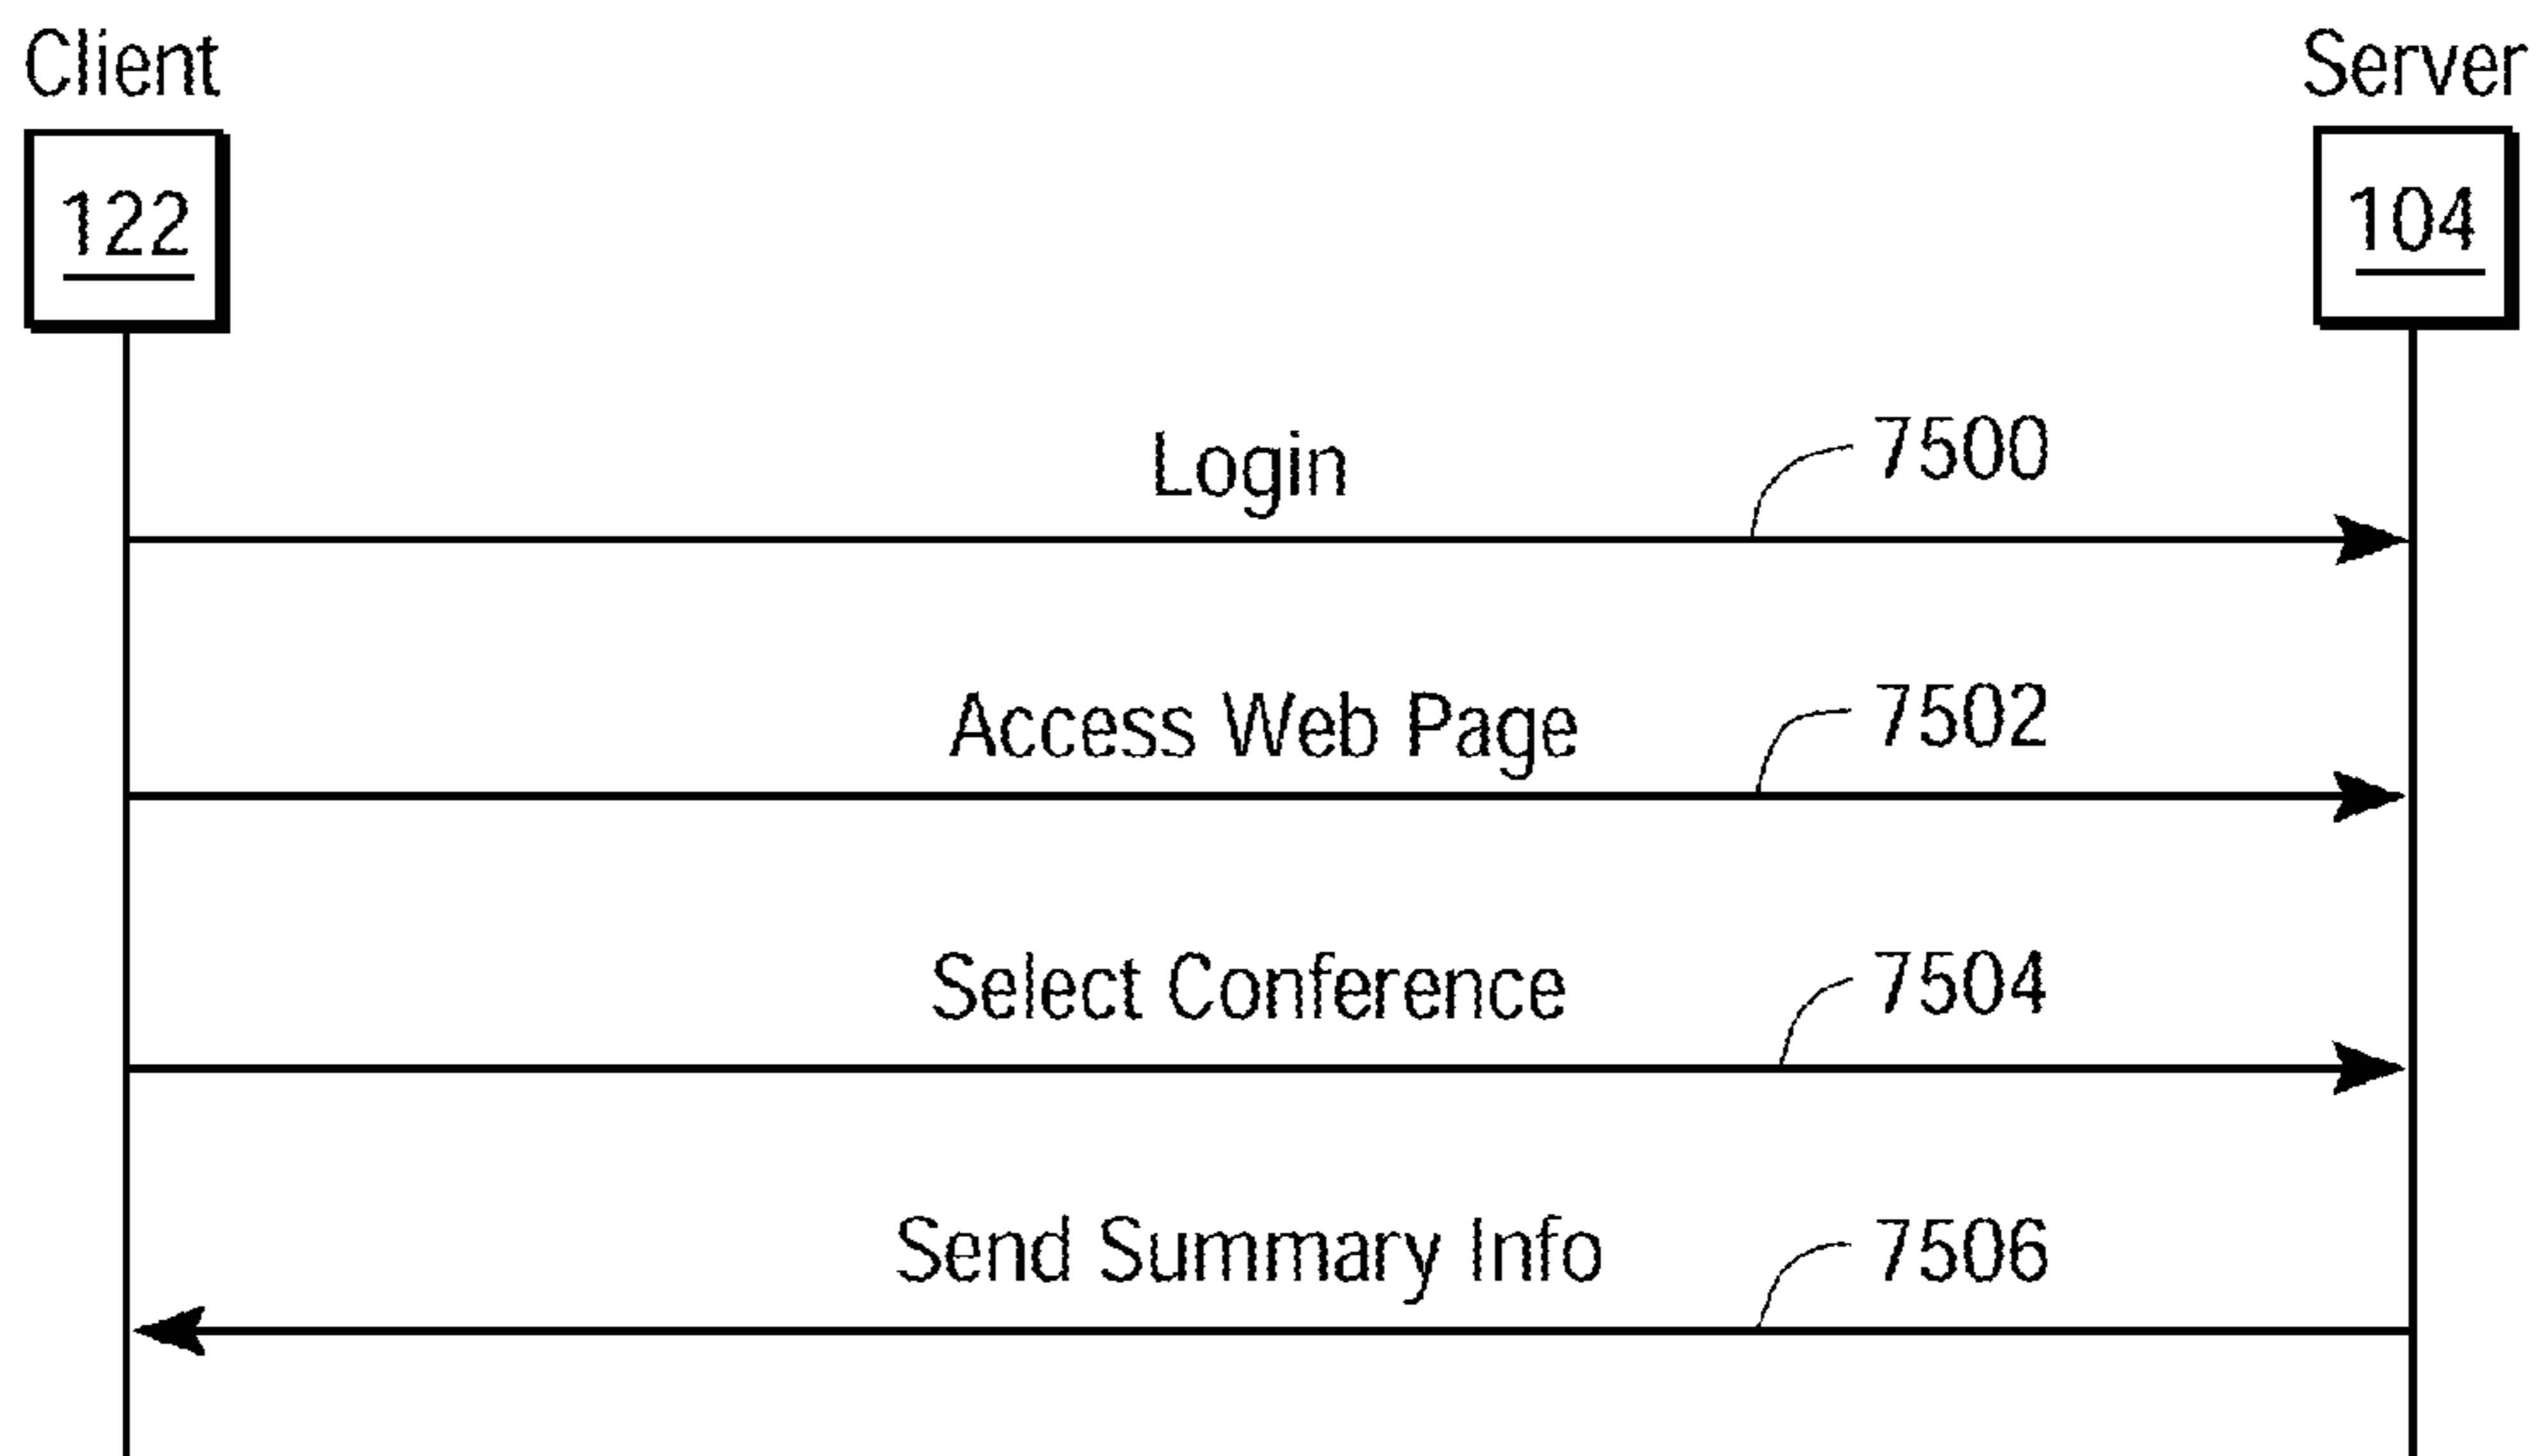 Client
Server
122
104
Login
7500
Access Web Page
7502
Select Conference
7504
Send Summary Info
7506